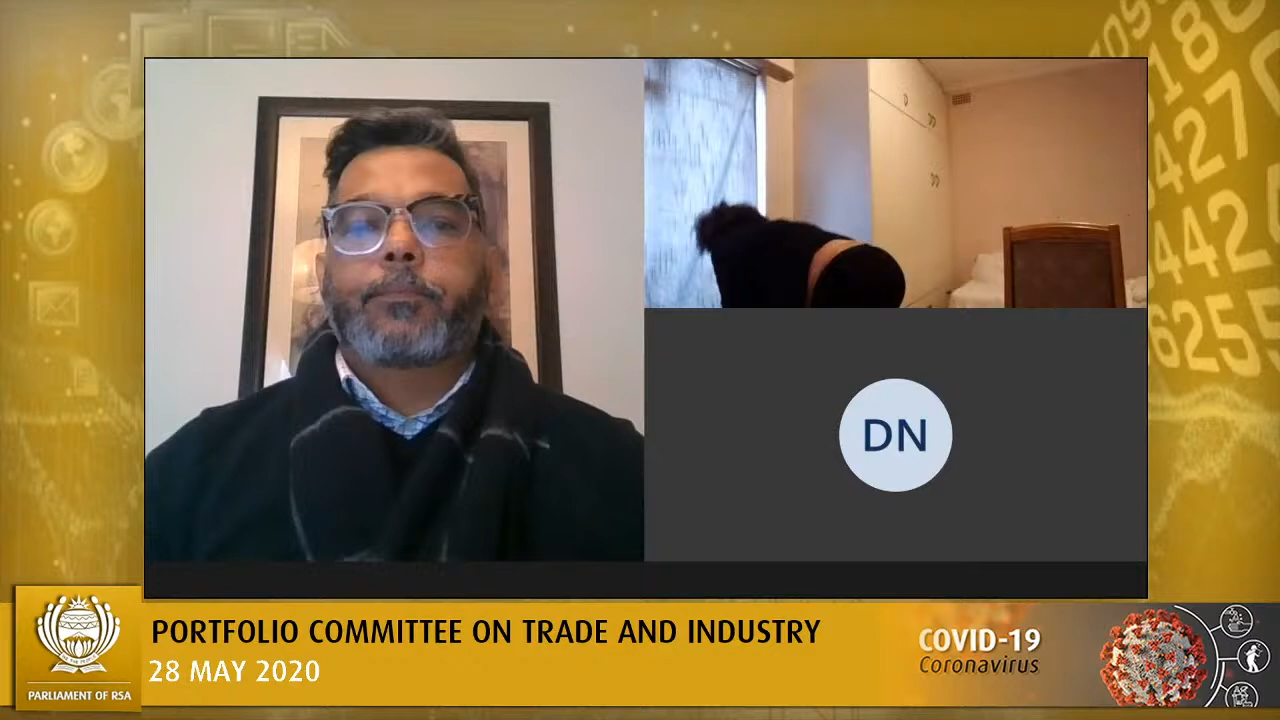 DN
PORTFOLIO COMMITTEE ON TRADE AND INDUSTRY
28 MAY 2020
PARLIAMENT OF RSA
COVID-19
Coronavirus